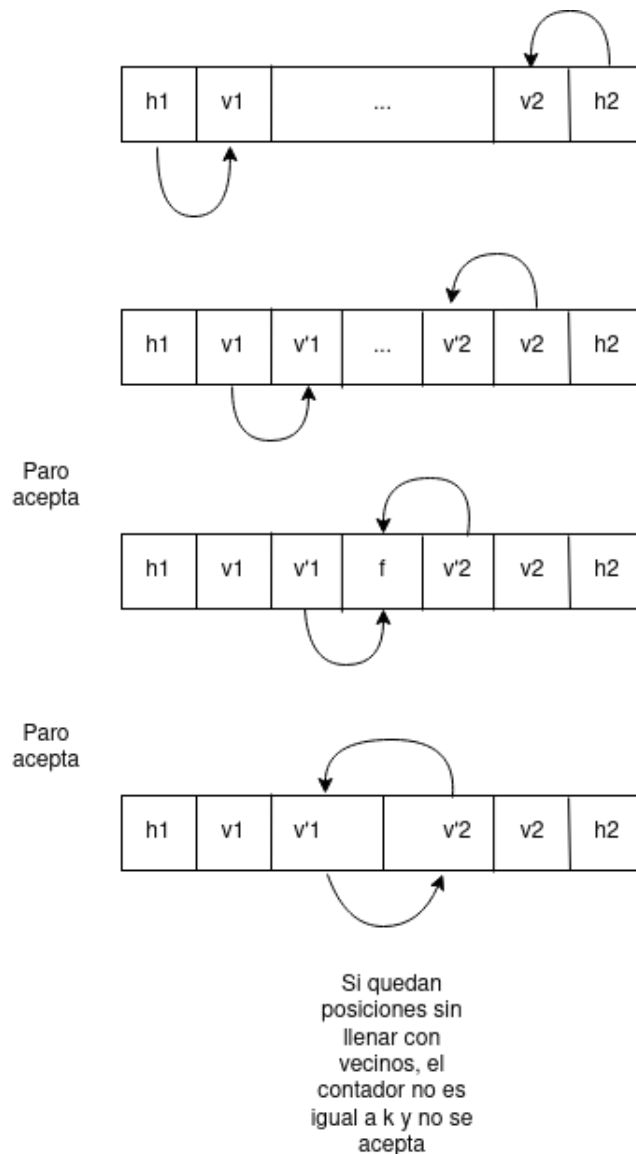 h1 v1 ... v2 h2
h1 v1 v'1 ... v'2 v2 h2
Paro
acepta
h1 v1 v'1 f v'2 v2 h2
Paro
acepta
h1 v1 v'1 v'2 v2 h2
Si quedan
posiciones sin
llenar con
vecinos, el
contador no es
igual a k y no se
acepta